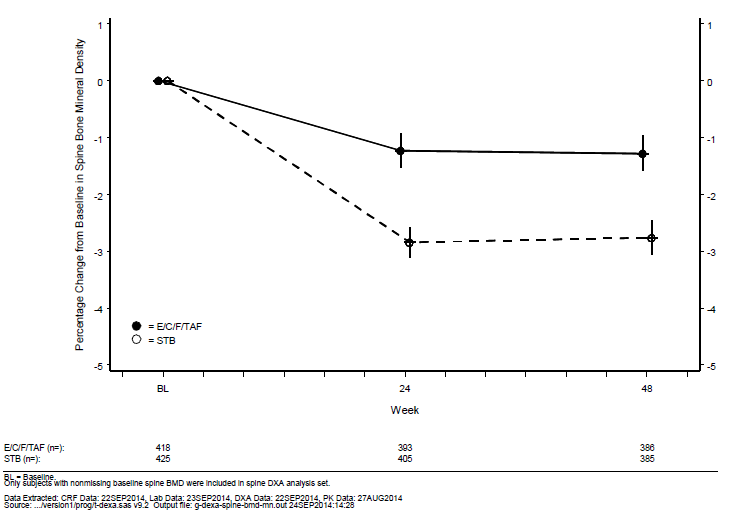 Percentage Change from Baseline in Spine Bone Mineral Density
1 1
0 0
-1 -1
-2 -2
-3 -3
-4 -4
-5 -5
= E/C/F/TAF
= STB
BL 24 48
Week
E/C/F/TAF (n=): 418 393 386
STB (n=): 425 405 385
BL = Baseline.
Only subjects with nonmissing baseline spine BMD were included in spine DXA analysis set.
Data Extracted: CRF Data: 22SEP2014, Lab Data: 23SEP2014, DXA Data: 22SEP2014, PK Data: 27AUG2014
Source: .../version1/prog/t-dexa.sas v9.2 Output file: g-dexa-spine-bmd-mn.out 24SEP2014:14:28